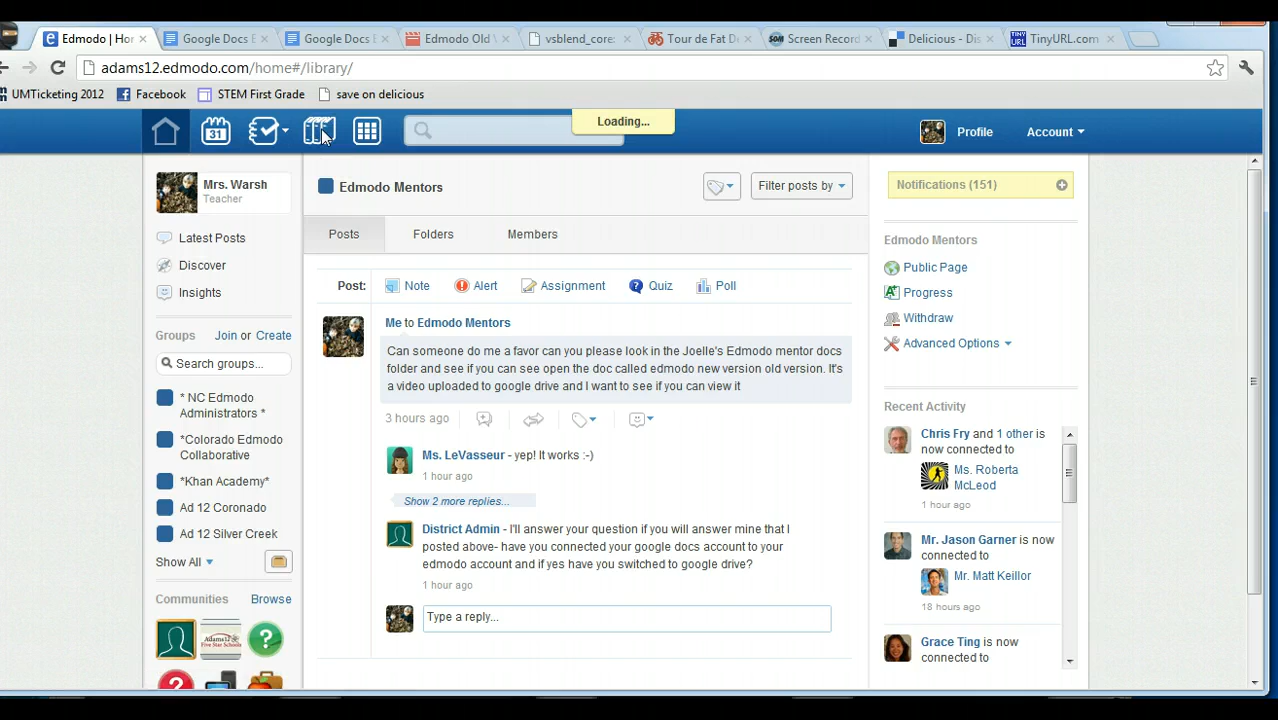 Edmodo | Hor
Google Docs E
Google Docs E
Edmodo Old \
vsblend_core:
Tour de Fat D
Screen Record
Delicious - Dis
TinyURL.com
adams12.edmodo.com/home#/library/
UMTicketing 2012
Facebook
STEM First Grade
save on delicious
31
Loading...
Profile
Account
Mrs. Warsh
Teacher
Latest Posts
Discover
Insights
Groups
Join or Create
Search groups...
* NC Edmodo
Administrators *
*Colorado Edmodo
Collaborative
*Khan Academy*
Ad 12 Coronado
Ad 12 Silver Creek
Show All
Communities
Browse
Adams12
Five Star Schools
Edmodo Mentors
Filter posts by
Posts
Folders
Members
Post:
Note
Alert
Assignment
Quiz
Poll
Me to Edmodo Mentors
Can someone do me a favor can you please look in the Joelle's Edmodo mentor docs
folder and see if you can see open the doc called edmodo new version old version. It's
a video uploaded to google drive and I want to see if you can view it
3 hours ago
Ms. LeVasseur - yep! It works :-)
1 hour ago
Show 2 more replies...
District Admin - I'll answer your question if you will answer mine that I
posted above- have you connected your google docs account to your
edmodo account and if yes have you switched to google drive?
1 hour ago
Type a reply...
Notifications (151)
Edmodo Mentors
Public Page
Progress
Withdraw
Advanced Options
Recent Activity
Chris Fry and 1 other is
now connected to
Ms. Roberta
McLeod
1 hour ago
Mr. Jason Garner is now
connected to
Mr. Matt Keillor
18 hours ago
Grace Ting is now
connected to